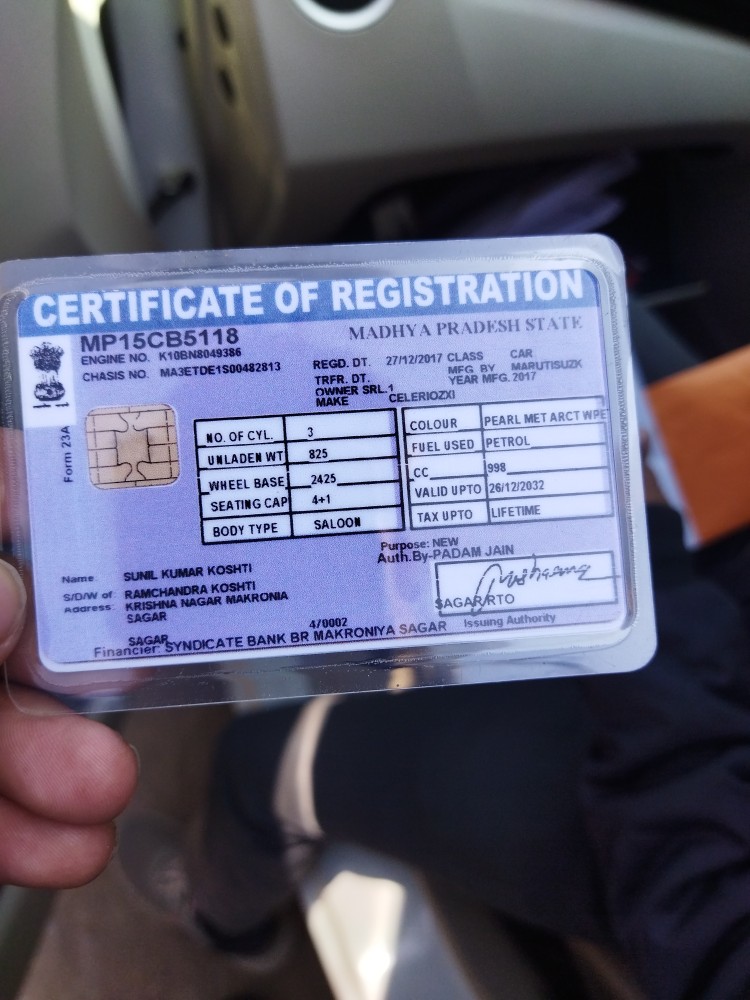 CERTIFICATE OF REGISTRATION
MP15CB5118
MADHYA PRADESH STATE
ENGINE NO. K10BN8049386
CHASIS NO. MA3ETDE1S00482813
REGD. DT. 27/12/2017 CLASS CAR
TRFR. DT. MFG BY MARUTISUZK
OWNER SRL.1 YEAR MFG.2017
MAKE CELERIOZXI
Form 23A
NO. OF CYL. 3
UNLADEN WT 825
WHEEL BASE 2425
SEATING CAP 4+1
BODY TYPE SALOON
COLOUR PEARL MET ARCT WPE
FUEL USED PETROL
CC 998
VALID UPTO 26/12/2032
TAX UPTO LIFETIME
Purpose: NEW
Auth.By-PADAM JAIN
Name SUNIL KUMAR KOSHTI
S/D/W of RAMCHANDRA KOSHTI
Address: KRISHNA NAGAR MAKRONIA
SAGAR
SAGAR 470002
SAGAR RTO
Issuing Authority
Financier: SYNDICATE BANK BR MAKRONIYA SAGAR